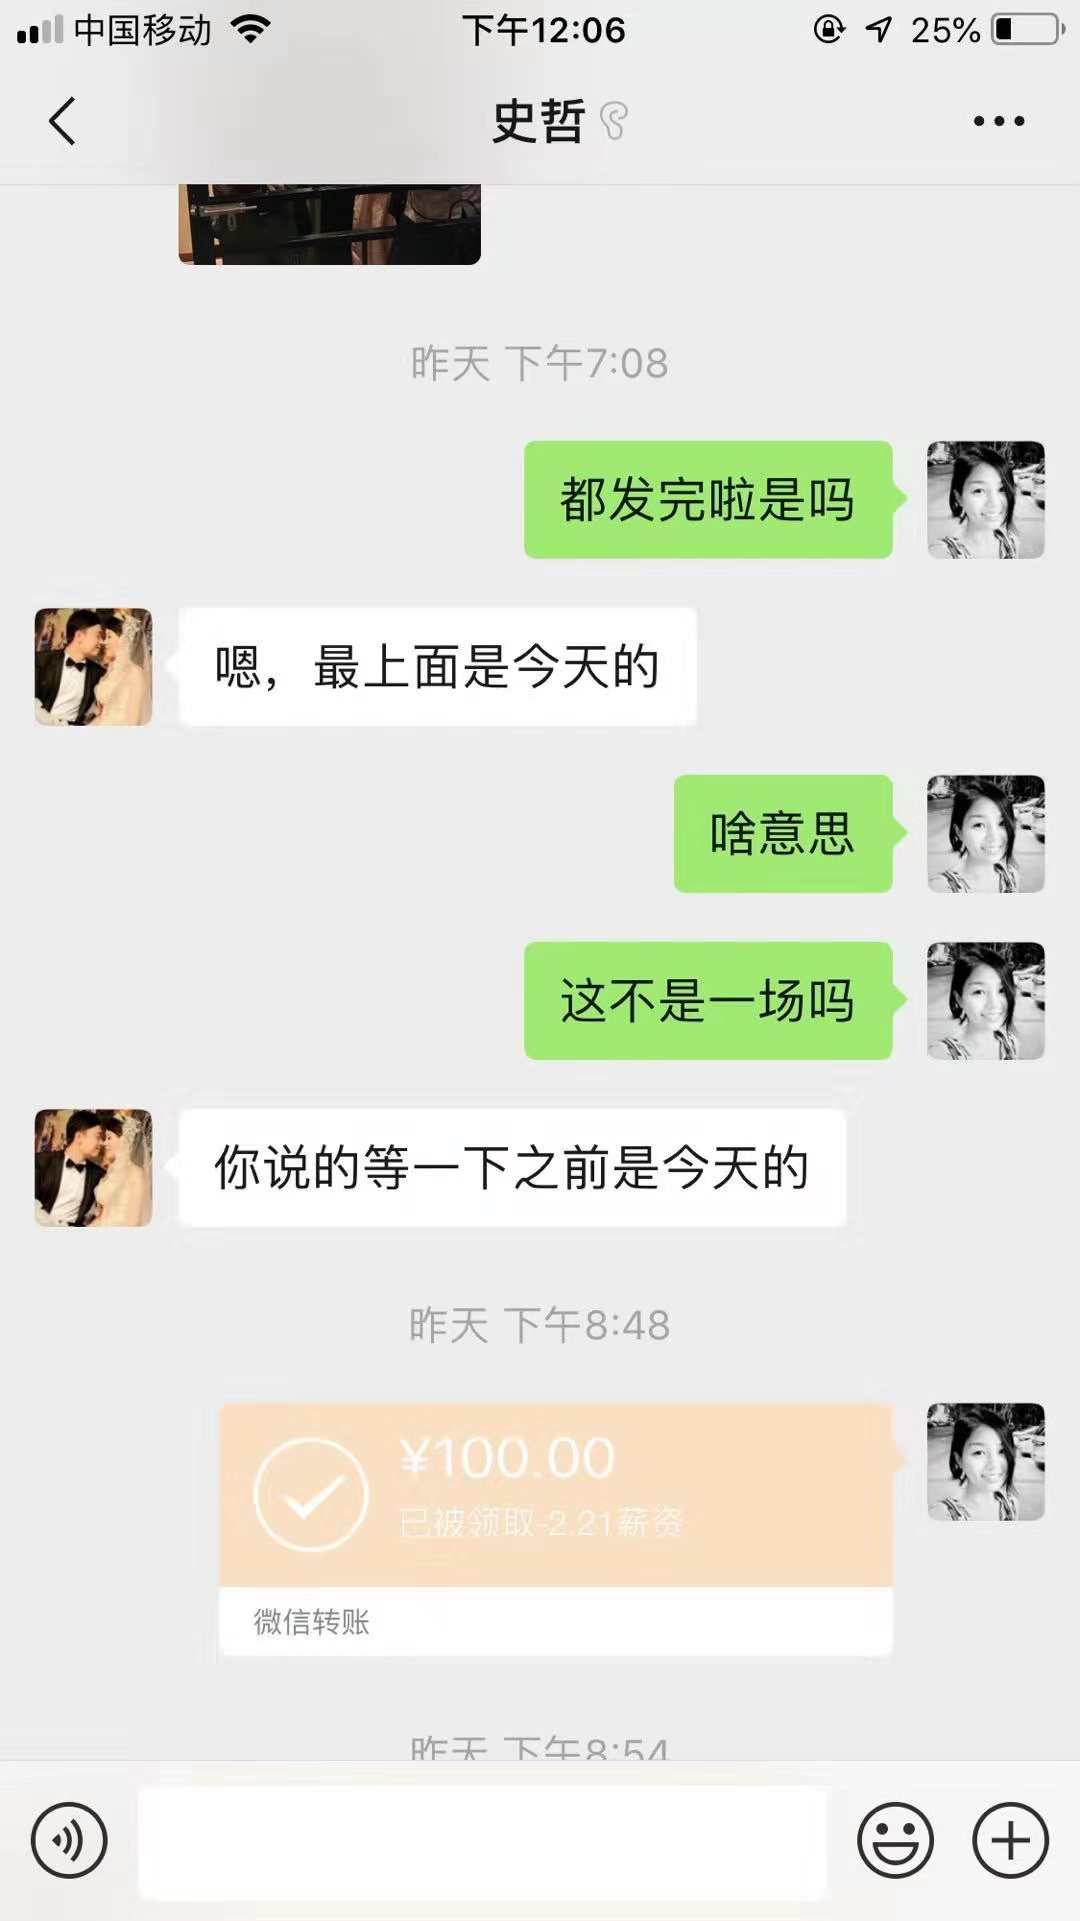 中国移动 下午12:06 25%
史哲
昨天 下午7:08
都发完啦是吗
嗯，最上面是今天的
啥意思
这不是一场吗
你说的等一下之前是今天的
昨天 下午8:48
¥100.00
已被领取-2.21薪资
微信转账
昨天 下午8:54